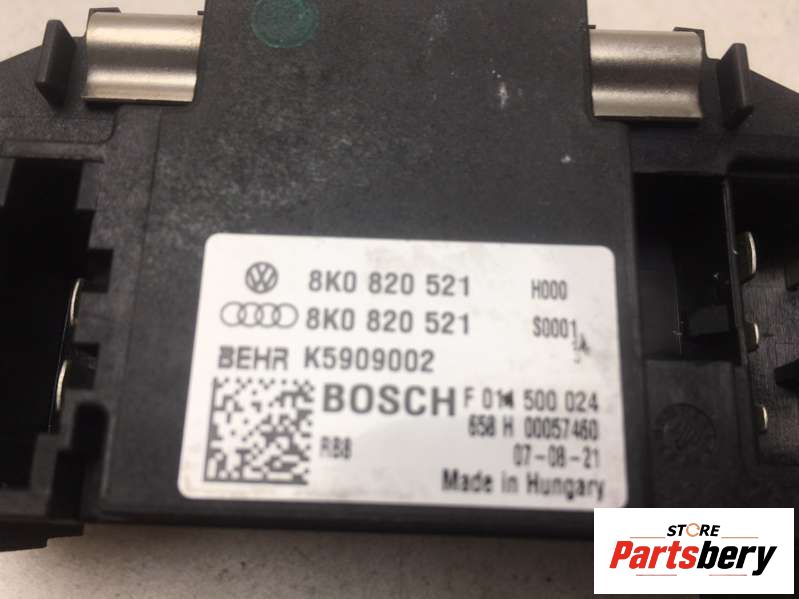 8K0 820 521 H000
8K0 820 521 S0001
BEHR K5909002
BOSCH F 014 500 024
658 H 00057460
RB8 07-08-21
Made in Hungary
STORE
Partsbery